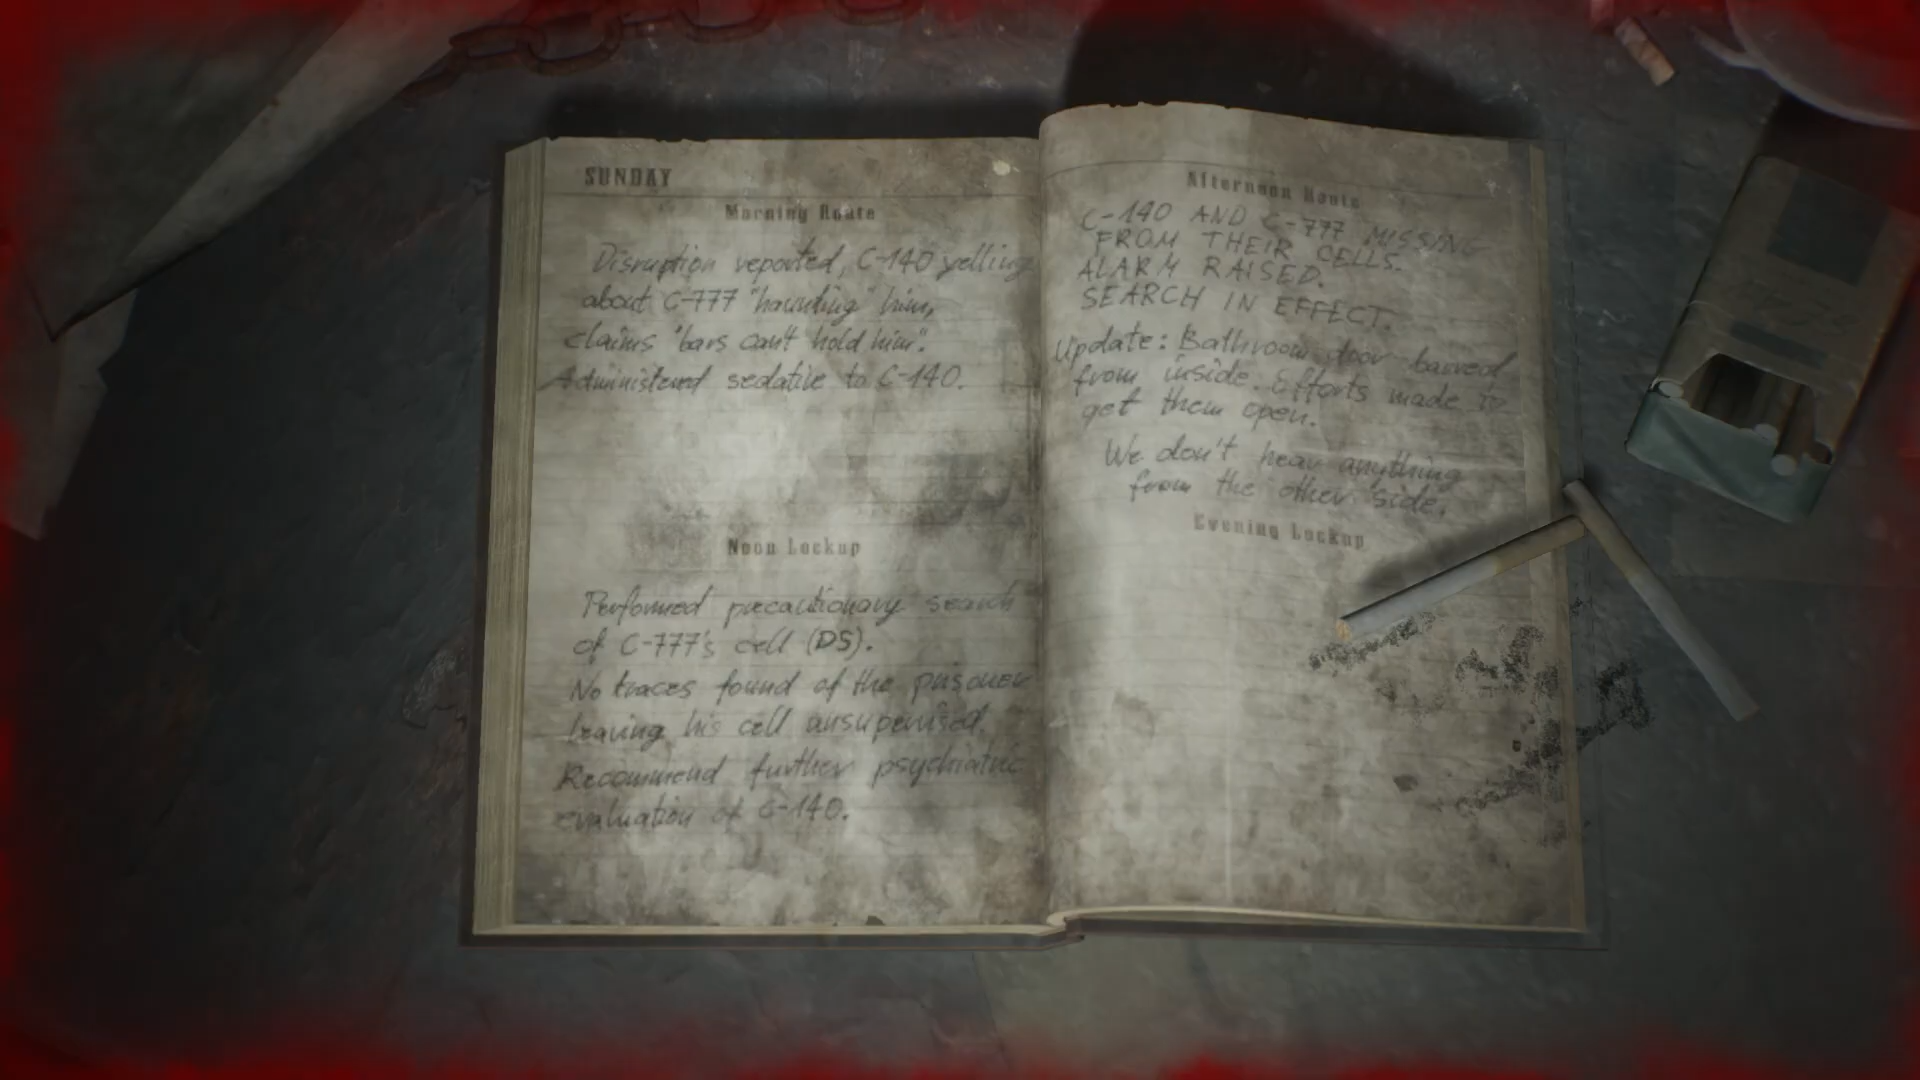 SUNDAY
Morning Route
Disruption reported, C-140 yelling
about C-777 "haunting" him,
claims "bars can't hold him".
Administered sedative to C-140.
Noon Lockup
Performed precautionary search
of C-777's cell (DS).
No traces found of the prisoner
leaving his cell unsupervised.
Recommend further psychiatric
evaluation of C-140.
Afternoon Route
C-140 AND C-777 MISSING
FROM THEIR CELLS.
ALARM RAISED.
SEARCH IN EFFECT.
Update: Bathroom door barred
from inside. Efforts made to
get them open.
We don't hear anything
from the other side.
Evening Lockup